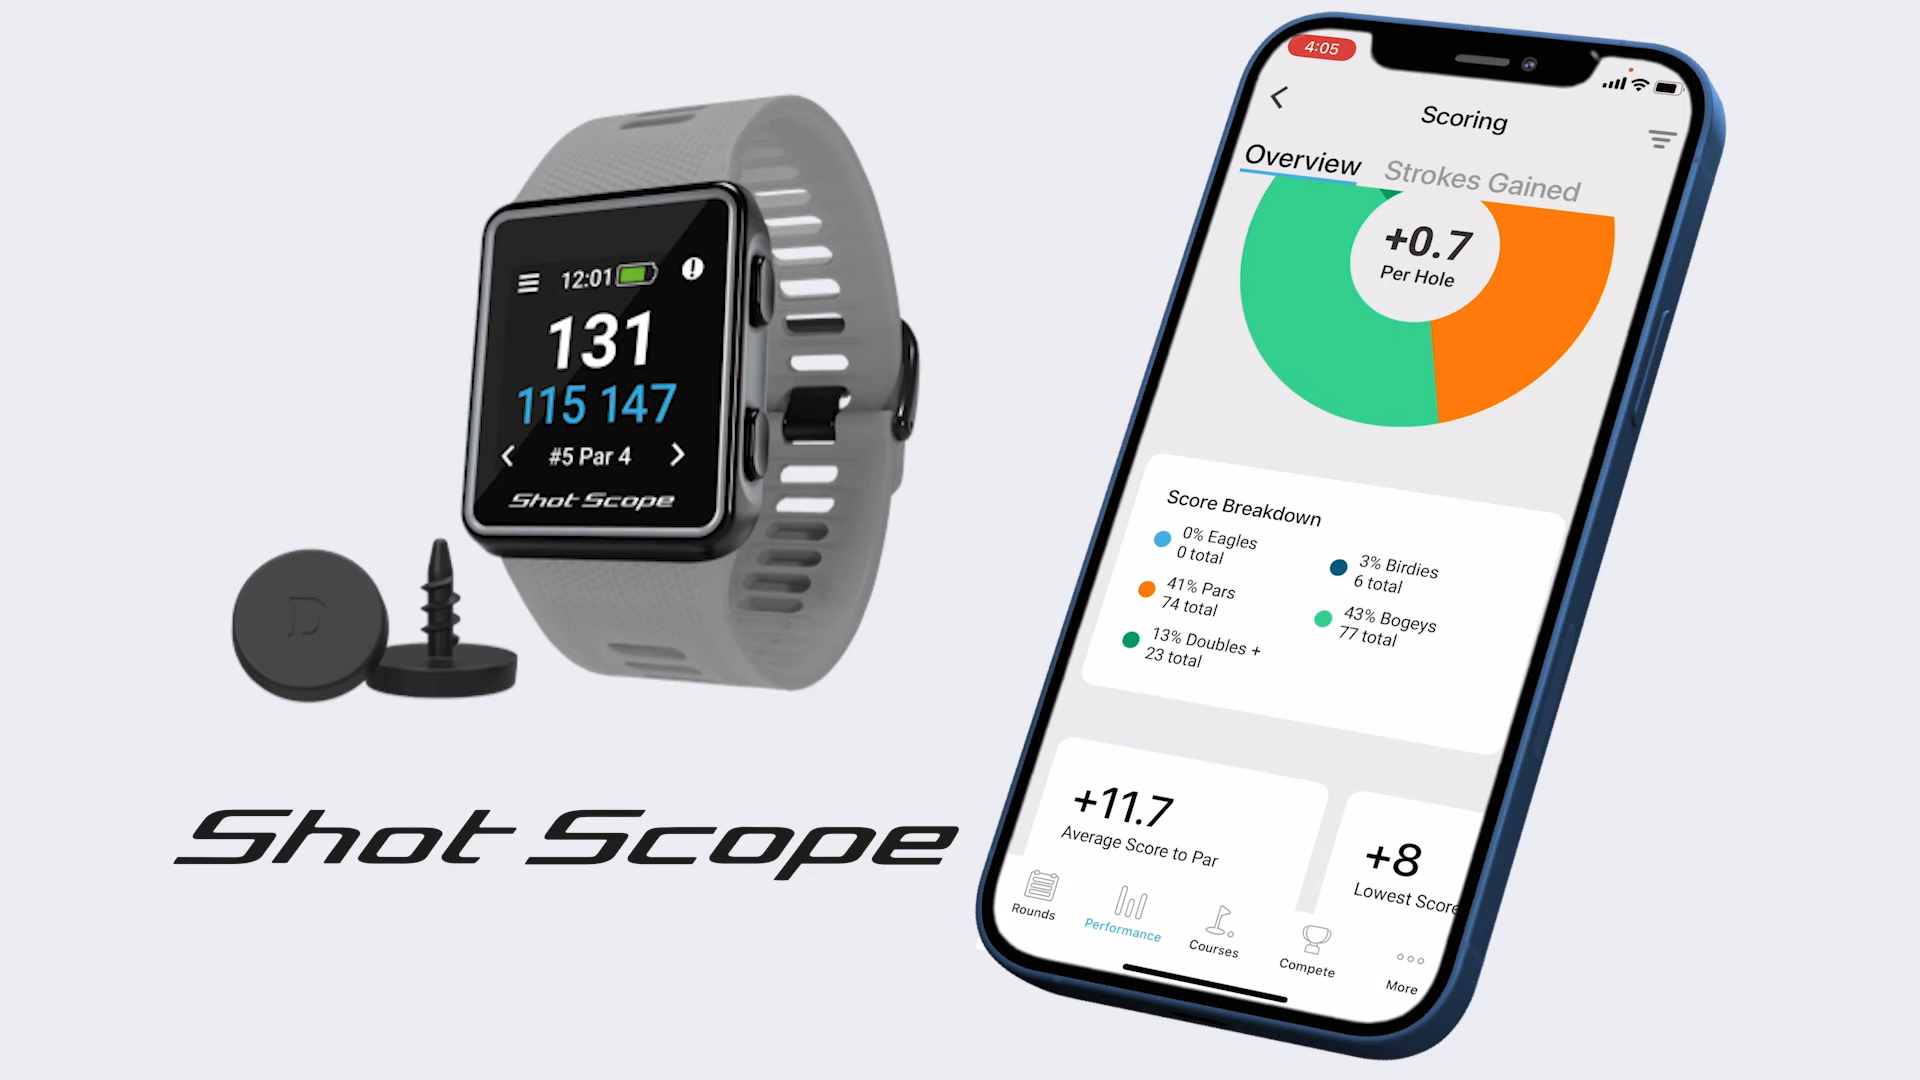 12:01
131
115 147
#5 Par 4
Shot Scope
D
Shot Scope
4:05
Scoring
Overview
Strokes Gained
+0.7
Per Hole
Score Breakdown
0% Eagles
0 total
3% Birdies
6 total
41% Pars
74 total
43% Bogeys
77 total
13% Doubles +
23 total
+11.7
Average Score to Par
+8
Lowest Score
Rounds
Performance
Courses
Compete
More